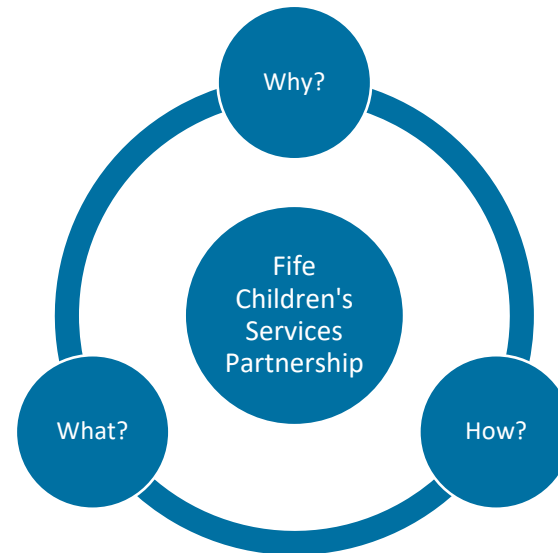 Why?
Fife
Children's
Services
Partnership
What?
How?